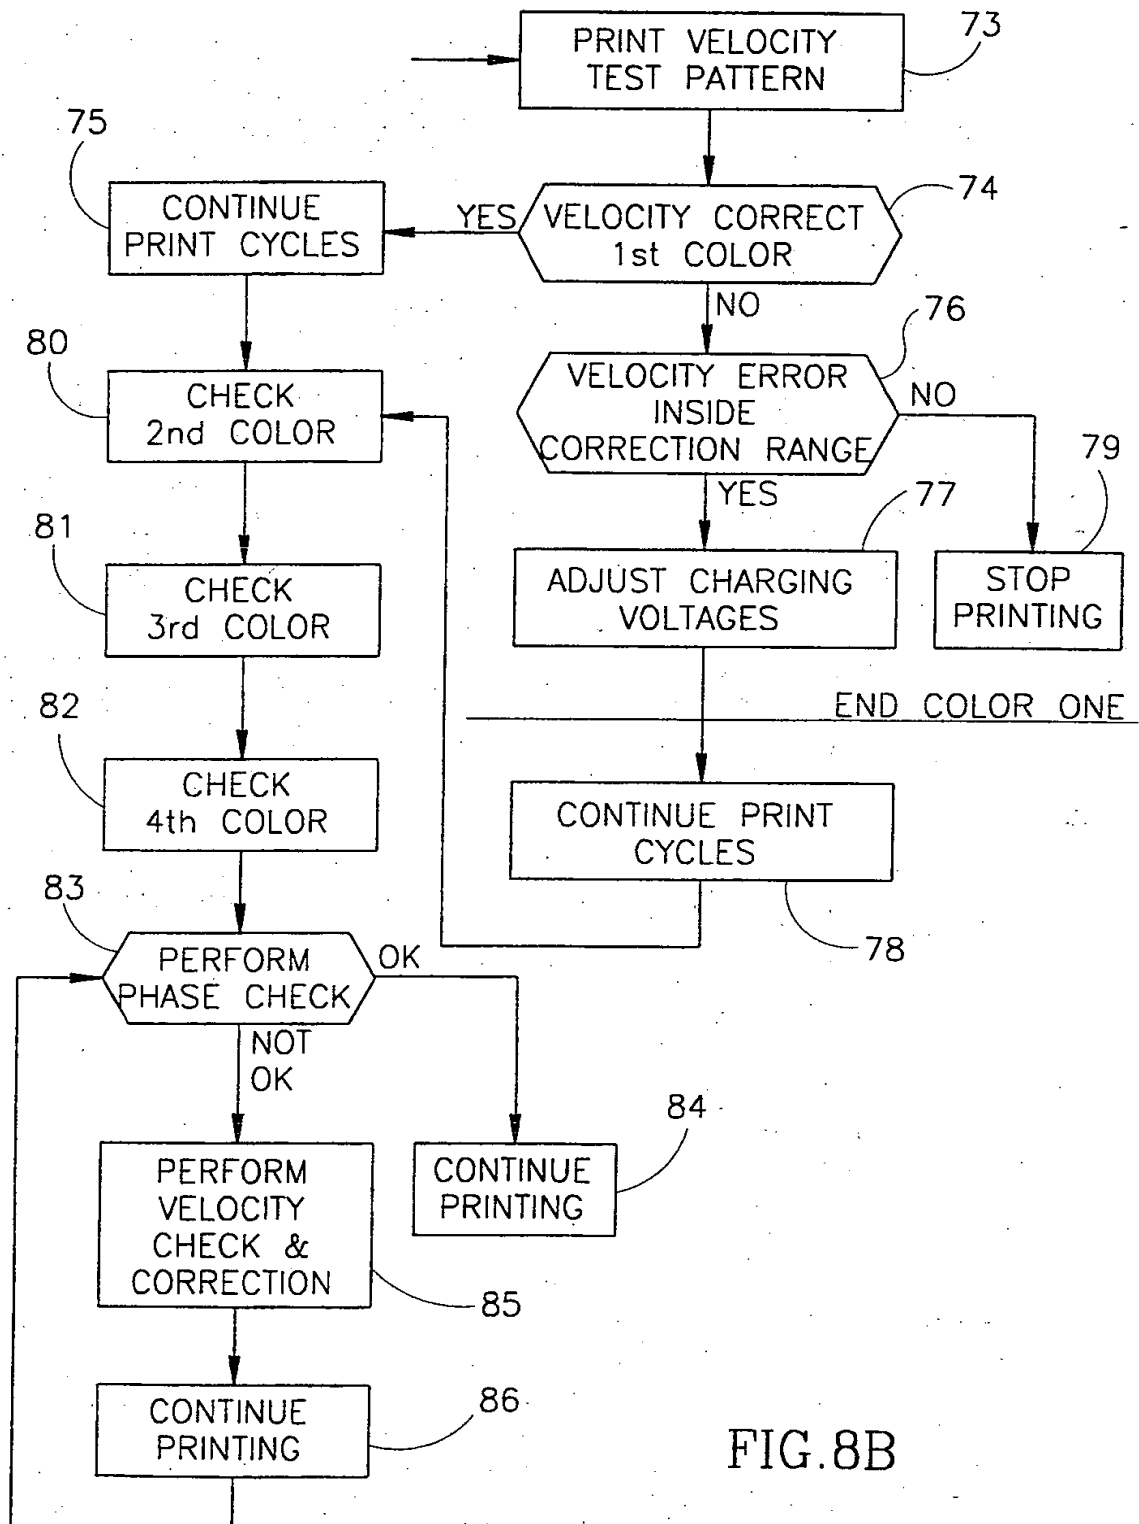 PRINT VELOCITY
TEST PATTERN
73
75
CONTINUE
PRINT CYCLES
YES
VELOCITY CORRECT
1st COLOR
74
NO
80
CHECK
2nd COLOR
VELOCITY ERROR
INSIDE
CORRECTION RANGE
76
NO
YES
81
CHECK
3rd COLOR
ADJUST CHARGING
VOLTAGES
77
STOP
PRINTING
79
END COLOR ONE
82
CHECK
4th COLOR
CONTINUE PRINT
CYCLES
78
83
PERFORM
PHASE CHECK
OK
NOT
OK
84
CONTINUE
PRINTING
PERFORM
VELOCITY
CHECK &
CORRECTION
85
CONTINUE
PRINTING
86
FIG.8B